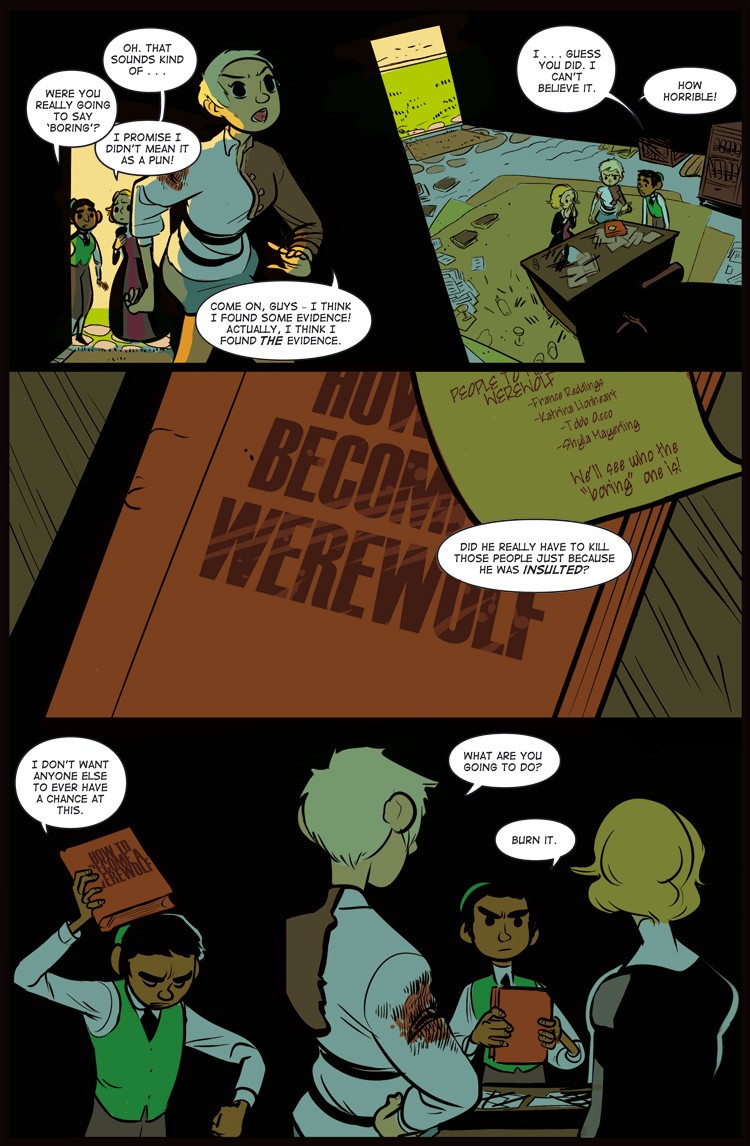 OH. THAT
SOUNDS KIND
OF . . .
WERE YOU
REALLY GOING
TO SAY
'BORING'?
I PROMISE I
DIDN'T MEAN IT
AS A PUN!
COME ON, GUYS – I THINK
I FOUND SOME EVIDENCE!
ACTUALLY, I THINK I
FOUND THE EVIDENCE.
I . . . GUESS
YOU DID. I
CAN'T
BELIEVE IT.
HOW
HORRIBLE!
HOW
BECOM
WEREWOLF
PEOPLE TO
WEREWOLF
-France Reddings
-Katrina Lionheart
-Todo Occo
-Shyla Mayerling
We'll see who the
"boring" one is!
DID HE REALLY HAVE TO KILL
THOSE PEOPLE JUST BECAUSE
HE WAS INSULTED?
I DON'T WANT
ANYONE ELSE
TO EVER HAVE
A CHANCE AT
THIS.
HOW TO
BECOME A
WEREWOLF
WHAT ARE YOU
GOING TO DO?
BURN IT.